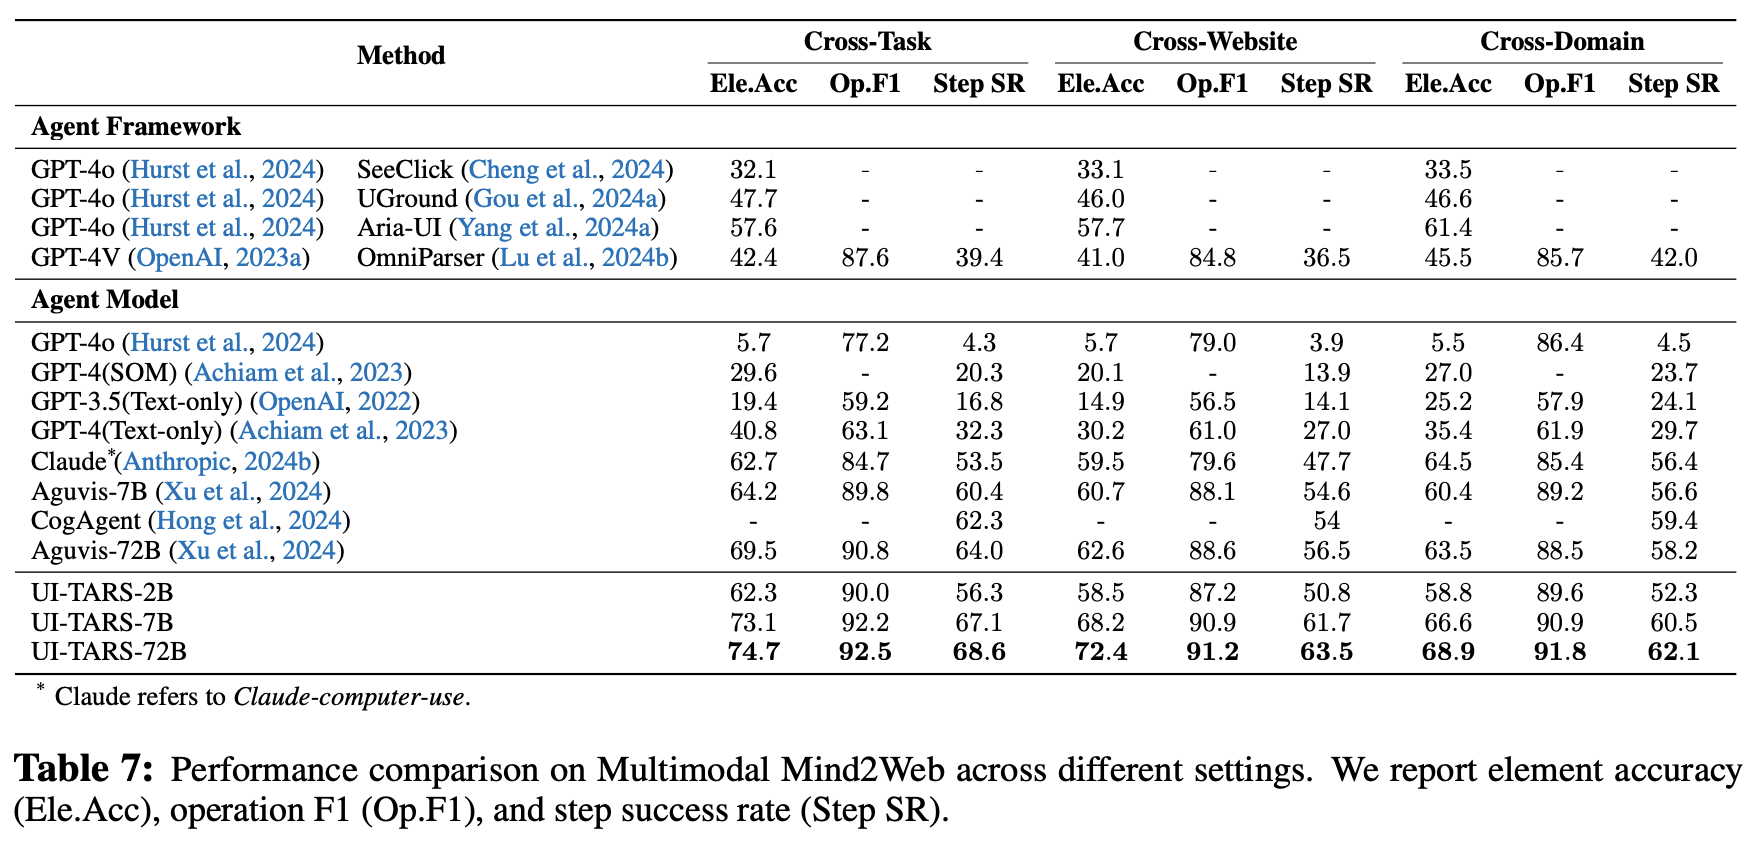 Method Cross-Task Cross-Website Cross-Domain
Ele.Acc Op.F1 Step SR Ele.Acc Op.F1 Step SR Ele.Acc Op.F1 Step SR
Agent Framework
GPT-4o (Hurst et al., 2024) SeeClick (Cheng et al., 2024) 32.1 - - 33.1 - - 33.5 - -
GPT-4o (Hurst et al., 2024) UGround (Gou et al., 2024a) 47.7 - - 46.0 - - 46.6 - -
GPT-4o (Hurst et al., 2024) Aria-UI (Yang et al., 2024a) 57.6 - - 57.7 - - 61.4 - -
GPT-4V (OpenAI, 2023a) OmniParser (Lu et al., 2024b) 42.4 87.6 39.4 41.0 84.8 36.5 45.5 85.7 42.0
Agent Model
GPT-4o (Hurst et al., 2024) 5.7 77.2 4.3 5.7 79.0 3.9 5.5 86.4 4.5
GPT-4(SOM) (Achiam et al., 2023) 29.6 - 20.3 20.1 - 13.9 27.0 - 23.7
GPT-3.5(Text-only) (OpenAI, 2022) 19.4 59.2 16.8 14.9 56.5 14.1 25.2 57.9 24.1
GPT-4(Text-only) (Achiam et al., 2023) 40.8 63.1 32.3 30.2 61.0 27.0 35.4 61.9 29.7
Claude*(Anthropic, 2024b) 62.7 84.7 53.5 59.5 79.6 47.7 64.5 85.4 56.4
Aguvis-7B (Xu et al., 2024) 64.2 89.8 60.4 60.7 88.1 54.6 60.4 89.2 56.6
CogAgent (Hong et al., 2024) - - 62.3 - - 54 - - 59.4
Aguvis-72B (Xu et al., 2024) 69.5 90.8 64.0 62.6 88.6 56.5 63.5 88.5 58.2
UI-TARS-2B 62.3 90.0 56.3 58.5 87.2 50.8 58.8 89.6 52.3
UI-TARS-7B 73.1 92.2 67.1 68.2 90.9 61.7 66.6 90.9 60.5
UI-TARS-72B 74.7 92.5 68.6 72.4 91.2 63.5 68.9 91.8 62.1
* Claude refers to Claude-computer-use.
Table 7: Performance comparison on Multimodal Mind2Web across different settings. We report element accuracy
(Ele.Acc), operation F1 (Op.F1), and step success rate (Step SR).